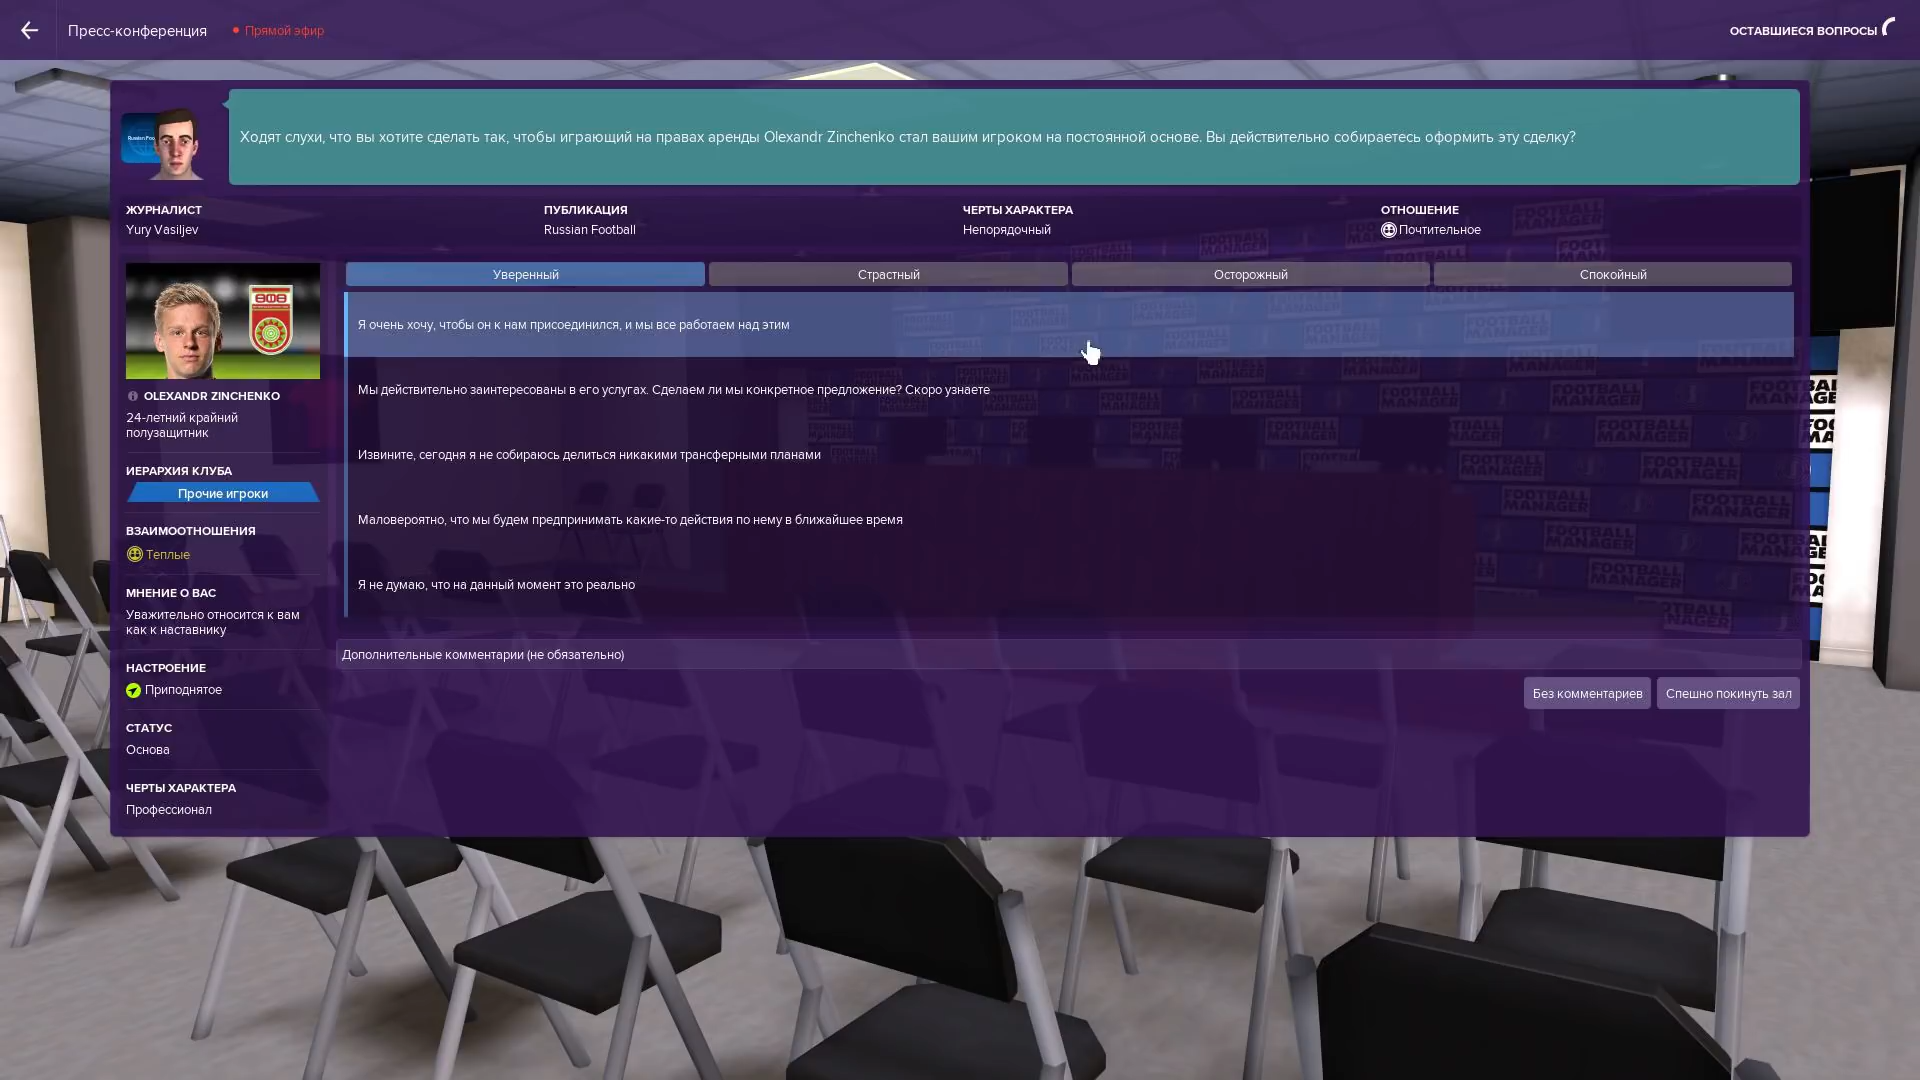 Пресс-конференция
Прямой эфир
ОСТАВШИЕСЯ ВОПРОСЫ
Ходят слухи, что вы хотите сделать так, чтобы играющий на правах аренды Olexandr Zinchenko стал вашим игроком на постоянной основе. Вы действительно собираетесь оформить эту сделку?
ЖУРНАЛИСТ
ПУБЛИКАЦИЯ
ЧЕРТЫ ХАРАКТЕРА
ОТНОШЕНИЕ
Yury Vasiljev
Russian Football
Непорядочный
Почтительное
Уверенный
Страстный
Осторожный
Спокойный
Я очень хочу, чтобы он к нам присоединился, и мы все работаем над этим
Мы действительно заинтересованы в его услугах. Сделаем ли мы конкретное предложение? Скоро узнаете
Извините, сегодня я не собираюсь делиться никакими трансферными планами
Маловероятно, что мы будем предпринимать какие-то действия по нему в ближайшее время
Я не думаю, что на данный момент это реально
OLEXANDR ZINCHENKO
24-летний крайний
полузащитник
ИЕРАРХИЯ КЛУБА
Прочие игроки
ВЗАИМООТНОШЕНИЯ
Теплые
МНЕНИЕ О ВАС
Уважительно относится к вам
как к наставнику
НАСТРОЕНИЕ
Приподнятое
СТАТУС
Основа
ЧЕРТЫ ХАРАКТЕРА
Профессионал
Дополнительные комментарии (не обязательно)
Без комментариев
Спешно покинуть зал
FOOTBALL
MANAGER